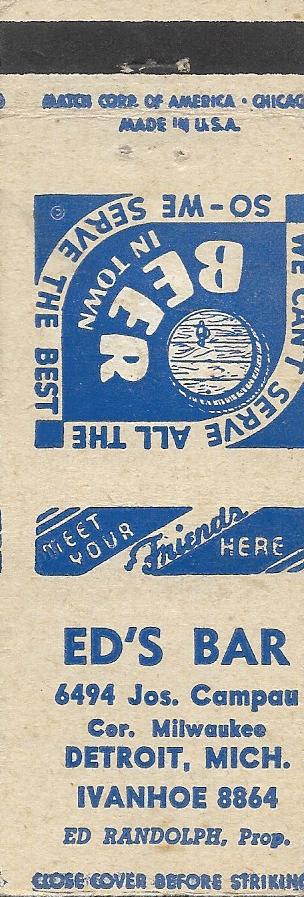 MATCH CORP. OF AMERICA · CHICAG
MADE IN U.S.A.
WE CAN'T SERVE ALL THE
BEER
IN TOWN
SO-WE SERVE THE BEST
MEET
YOUR
Friends
HERE
ED'S BAR
6494 Jos. Campau
Cor. Milwaukee
DETROIT, MICH.
IVANHOE 8864
ED RANDOLPH, Prop.
CLOSE COVER BEFORE STRIKING